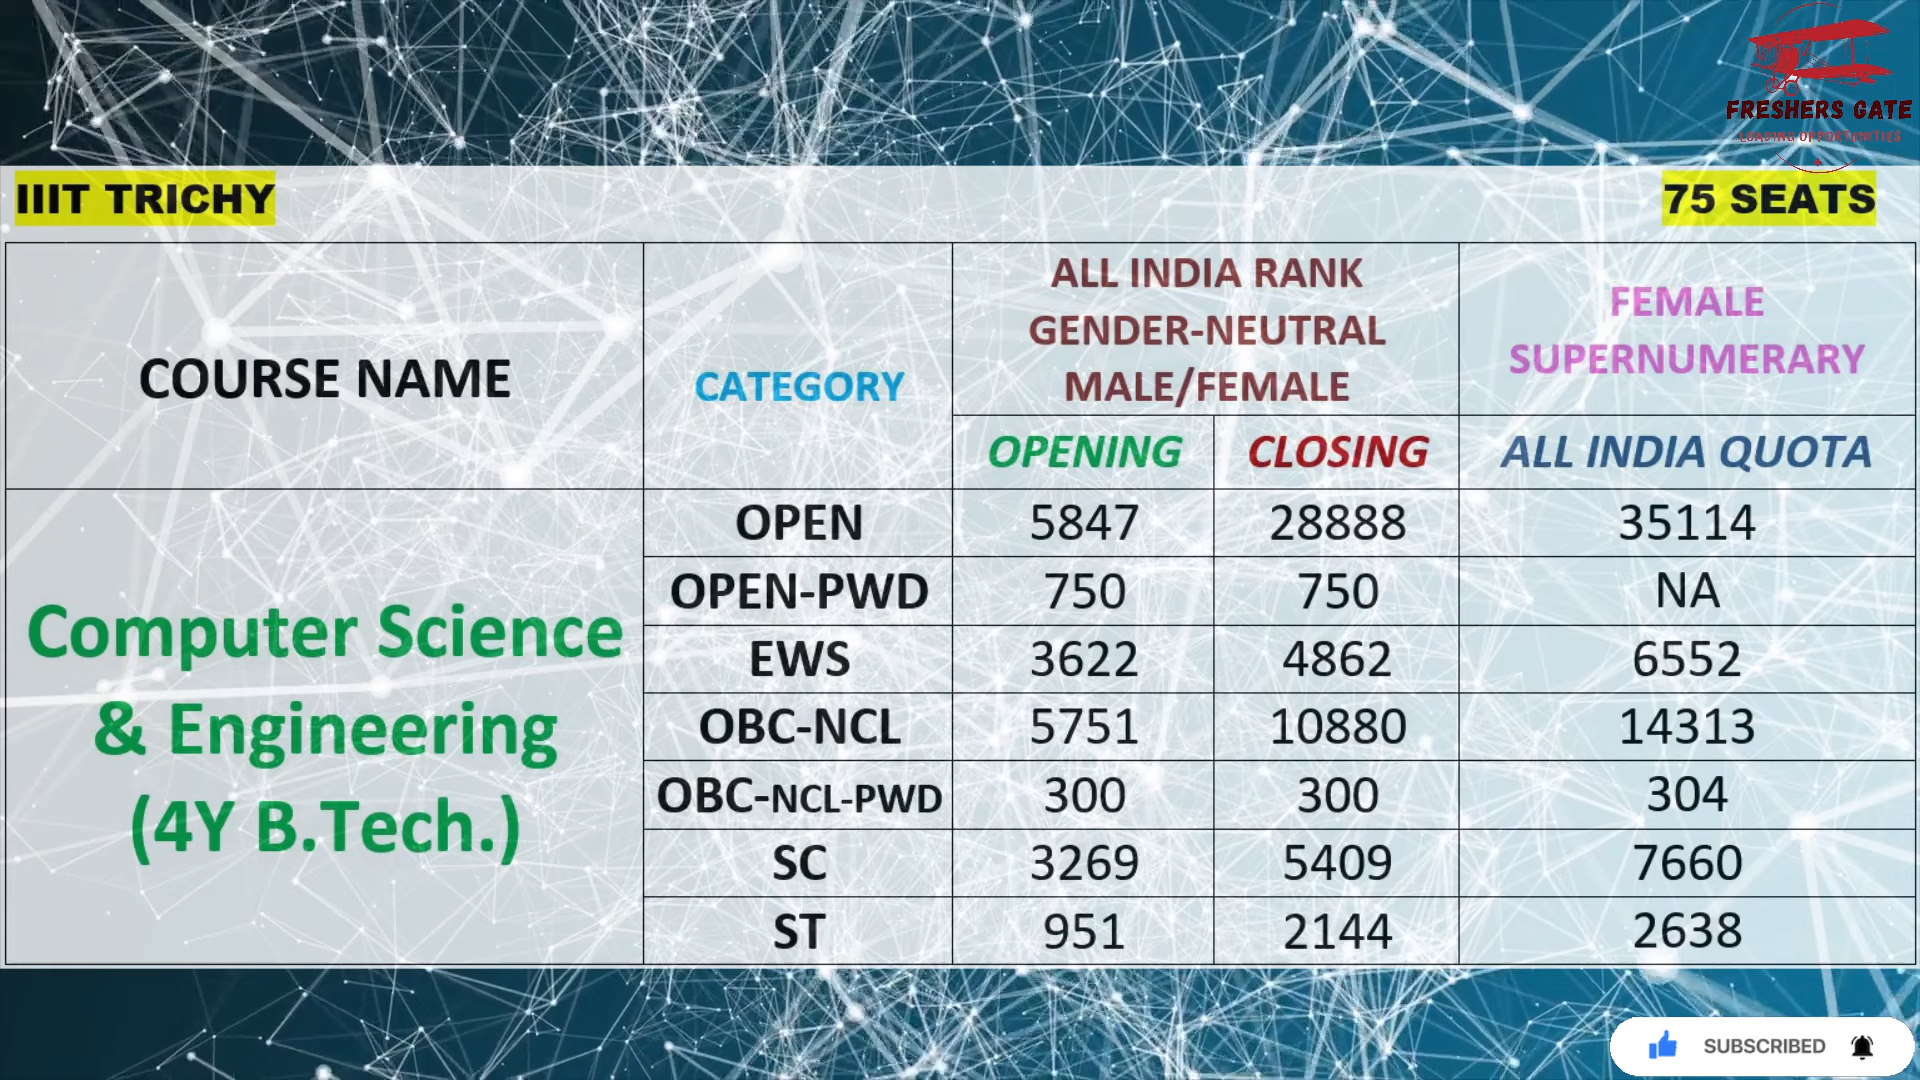 FRESHERS GATE
LOADING OPPORTUNITIES
IIIT TRICHY
75 SEATS
COURSE NAME
CATEGORY
ALL INDIA RANK
GENDER-NEUTRAL
MALE/FEMALE
FEMALE
SUPERNUMERARY
OPENING CLOSING ALL INDIA QUOTA
Computer Science
& Engineering
(4Y B.Tech.)
OPEN 5847 28888 35114
OPEN-PWD 750 750 NA
EWS 3622 4862 6552
OBC-NCL 5751 10880 14313
OBC-NCL-PWD 300 300 304
SC 3269 5409 7660
ST 951 2144 2638
SUBSCRIBED